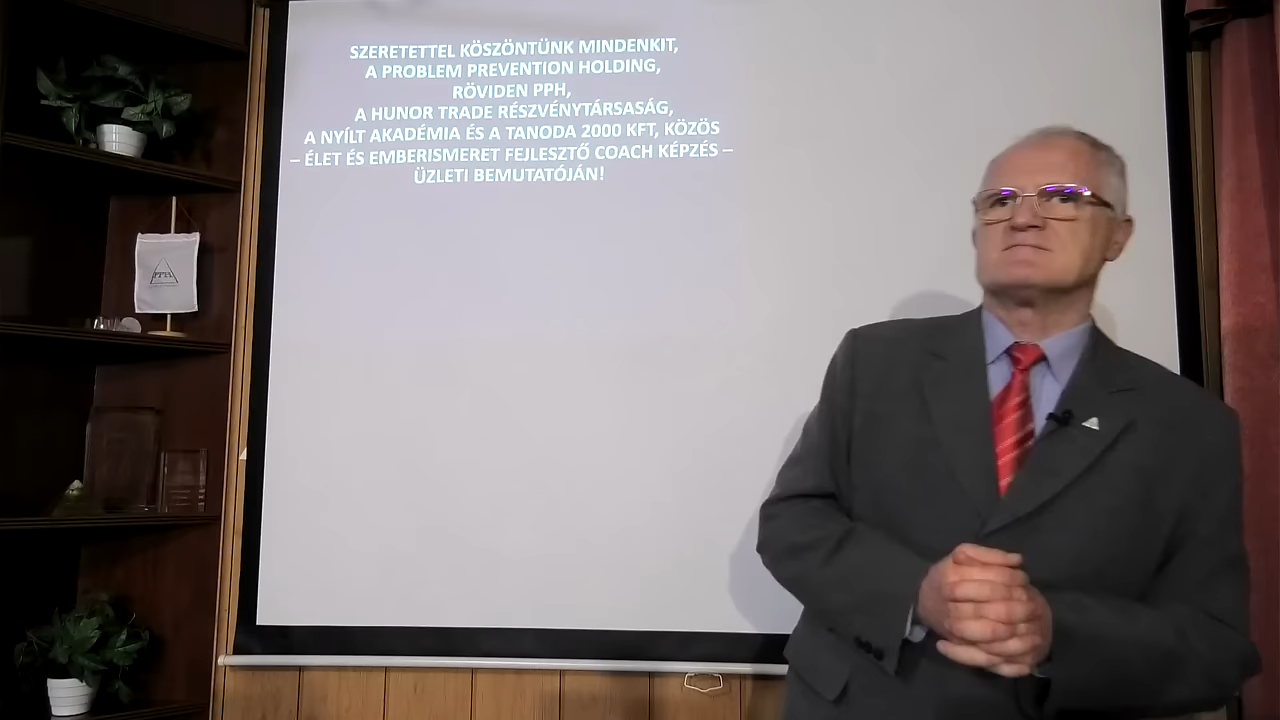 SZERETETTEL KÖSZÖNTÜNK MINDENKIT,
A PROBLEM PREVENTION HOLDING,
RÖVIDEN PPH,
A HUNOR TRADE RÉSZVÉNYTÁRSASÁG,
A NYÍLT AKADÉMIA ÉS A TANODA 2000 KFT, KÖZÖS
– ÉLET ÉS EMBERISMERET FEJLESZTŐ COACH KÉPZÉS –
ÜZLETI BEMUTATÓJÁN!
PPH